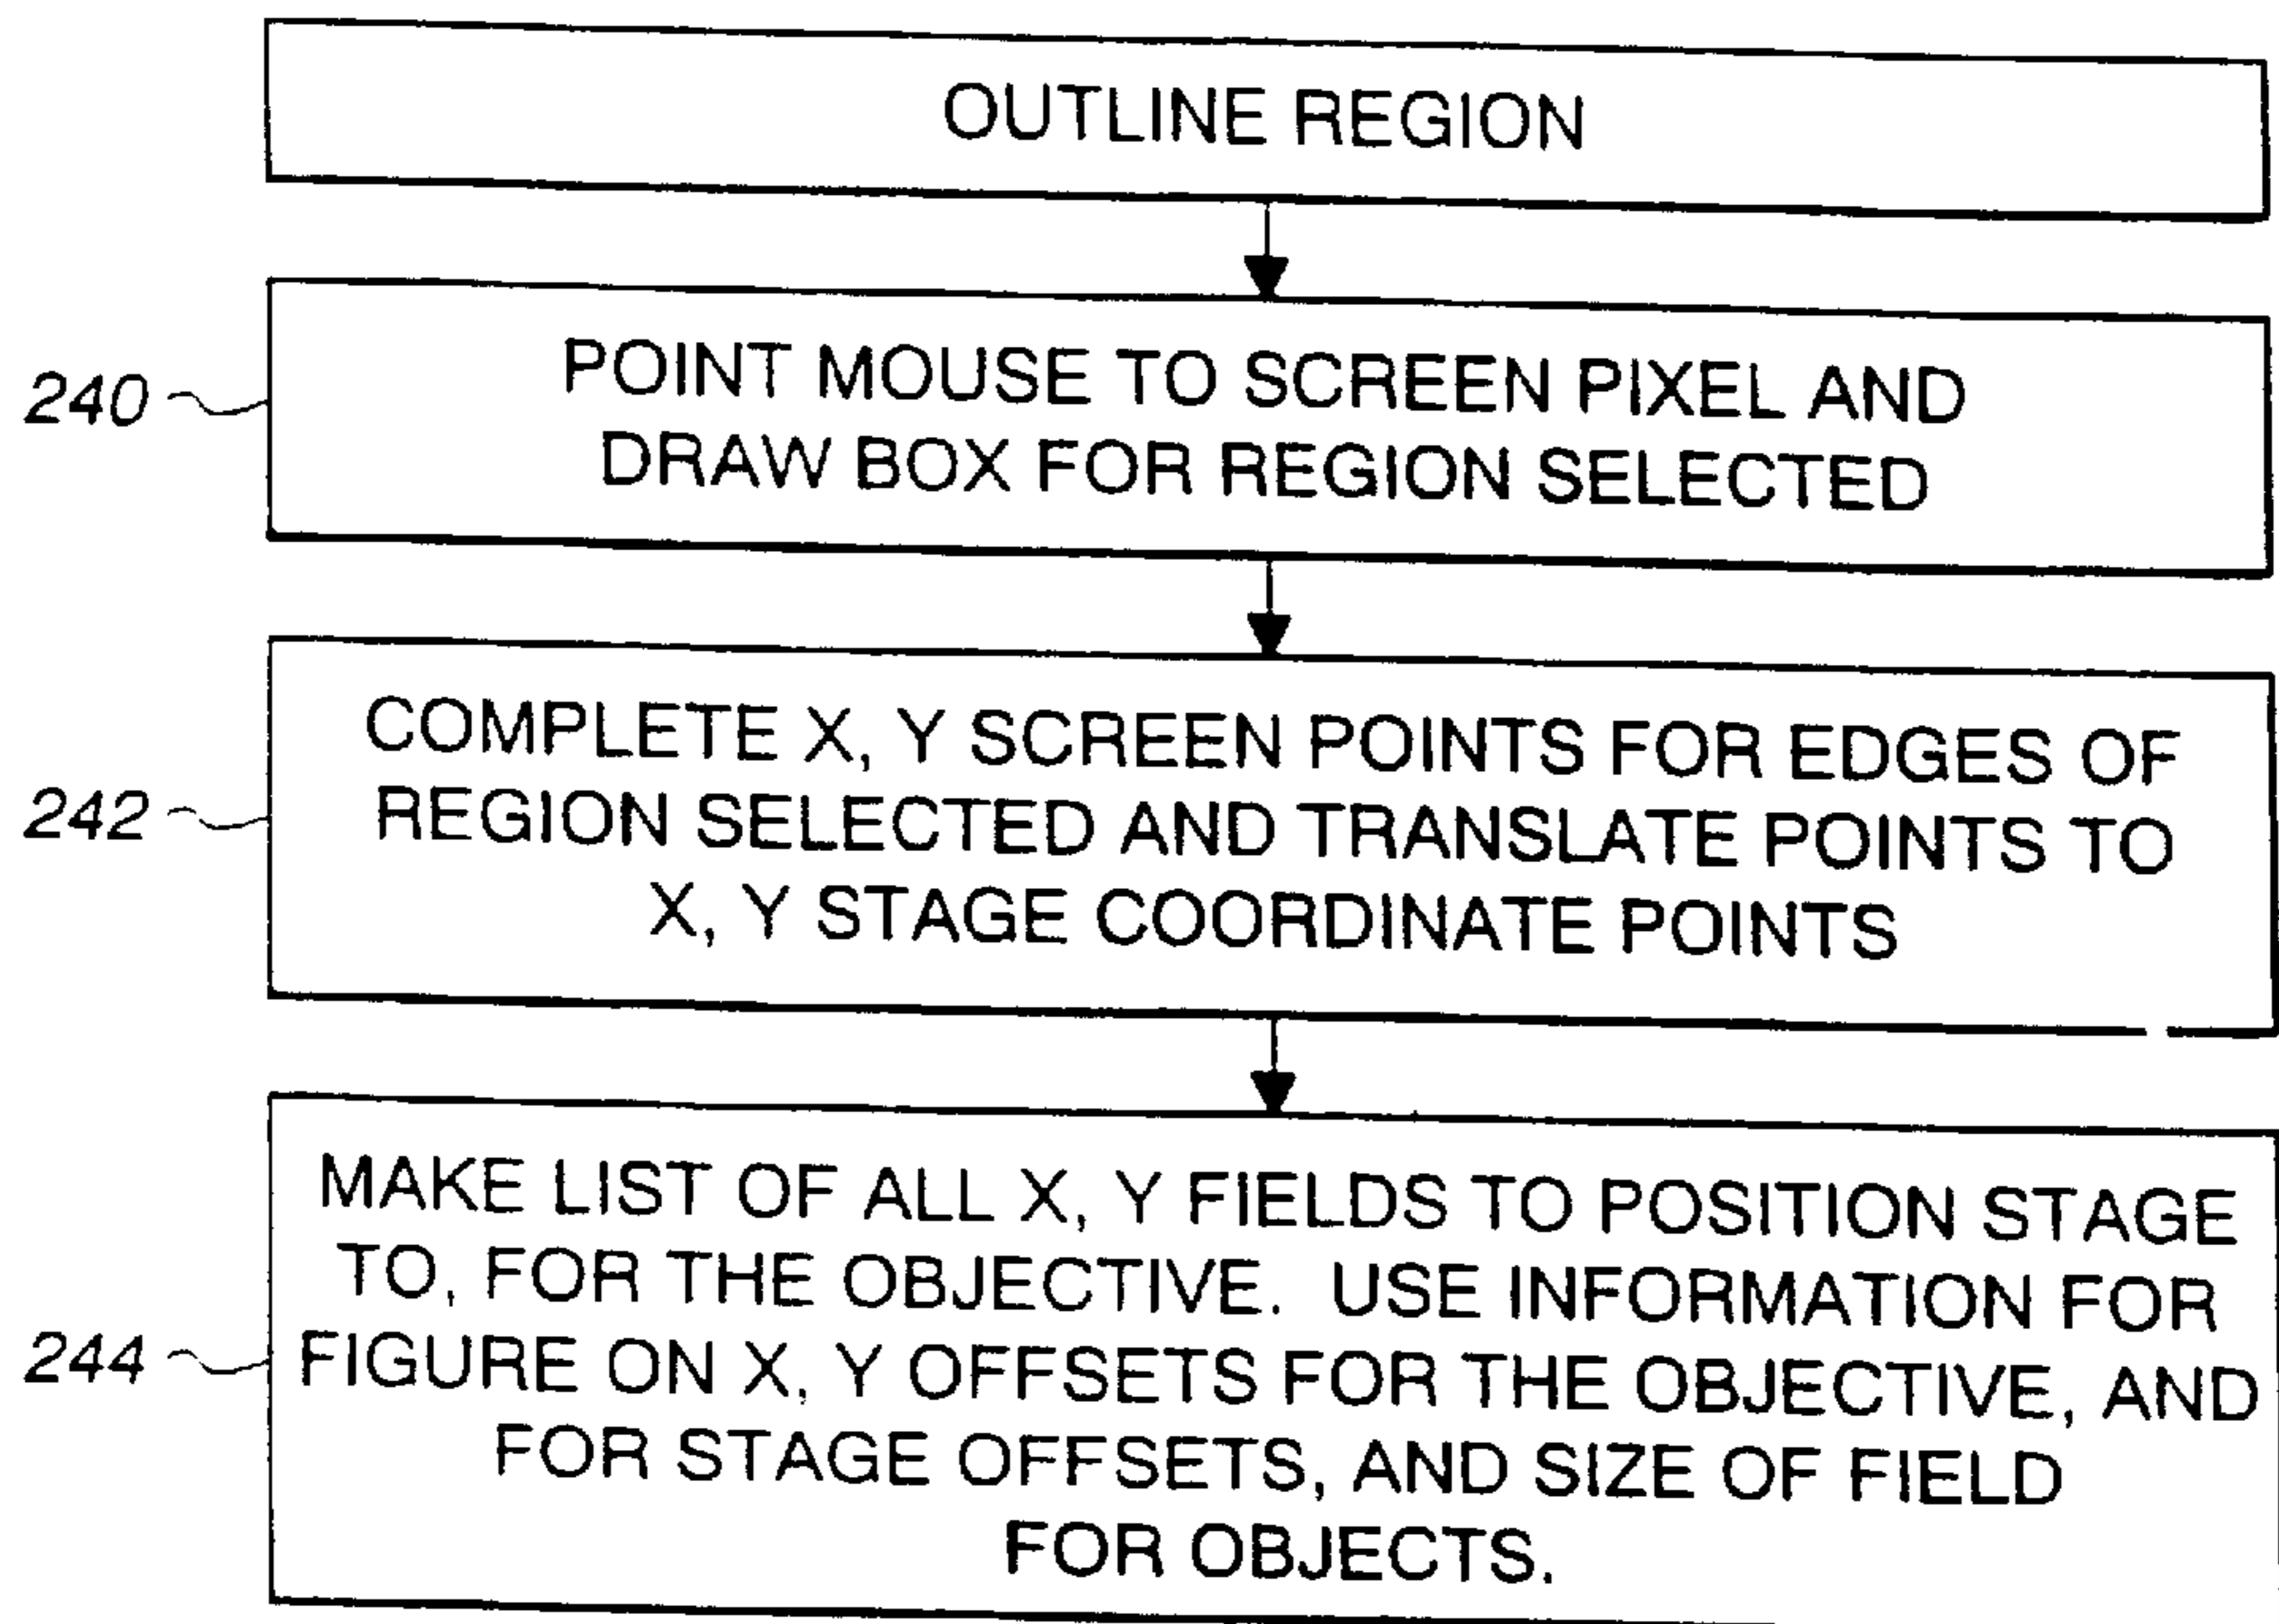 OUTLINE REGION
240
POINT MOUSE TO SCREEN PIXEL AND
DRAW BOX FOR REGION SELECTED
242
COMPLETE X, Y SCREEN POINTS FOR EDGES OF
REGION SELECTED AND TRANSLATE POINTS TO
X, Y STAGE COORDINATE POINTS
244
MAKE LIST OF ALL X, Y FIELDS TO POSITION STAGE
TO, FOR THE OBJECTIVE. USE INFORMATION FOR
FIGURE ON X, Y OFFSETS FOR THE OBJECTIVE, AND
FOR STAGE OFFSETS, AND SIZE OF FIELD
FOR OBJECTS.